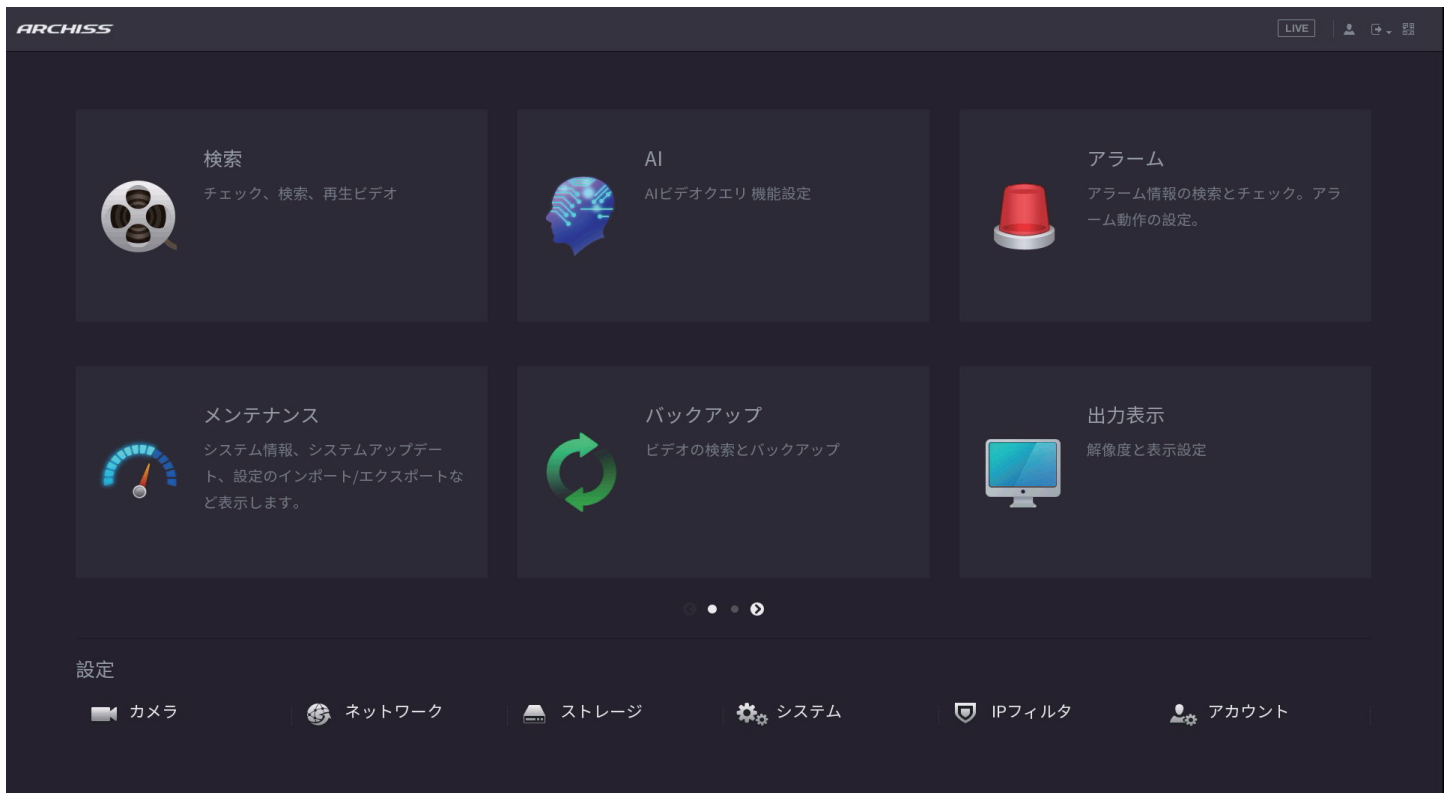 ARCHISS
LIVE
検索
チェック、検索、再生ビデオ
AI
AIビデオクエリ 機能設定
アラーム
アラーム情報の検索とチェック。アラ
ーム動作の設定。
メンテナンス
システム情報、システムアップデー
ト、設定のインポート/エクスポートな
ど表示します。
バックアップ
ビデオの検索とバックアップ
出力表示
解像度と表示設定
設定
カメラ
ネットワーク
ストレージ
システム
IPフィルタ
アカウント